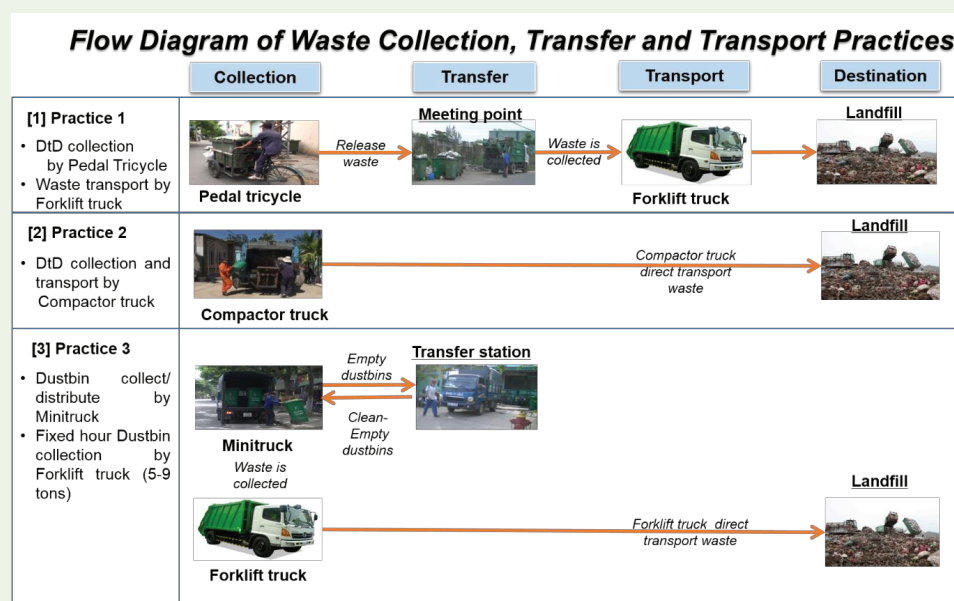 Flow Diagram of Waste Collection, Transfer and Transport Practices
Collection
Transfer
Transport
Destination
[1] Practice 1
• DtD collection
by Pedal Tricycle
• Waste transport by
Forklift truck
Pedal tricycle
Release
waste
Meeting point
Waste is
collected
Forklift truck
Landfill
[2] Practice 2
• DtD collection and
transport by
Compactor truck
Compactor truck
Compactor truck
direct transport
waste
Landfill
[3] Practice 3
• Dustbin collect/
distribute by
Minitruck
• Fixed hour Dustbin
collection by
Forklift truck (5-9
tons)
Minitruck
Empty
dustbins
Clean-
Empty
dustbins
Transfer station
Waste is
collected
Forklift truck
Forklift truck direct
transport waste
Landfill